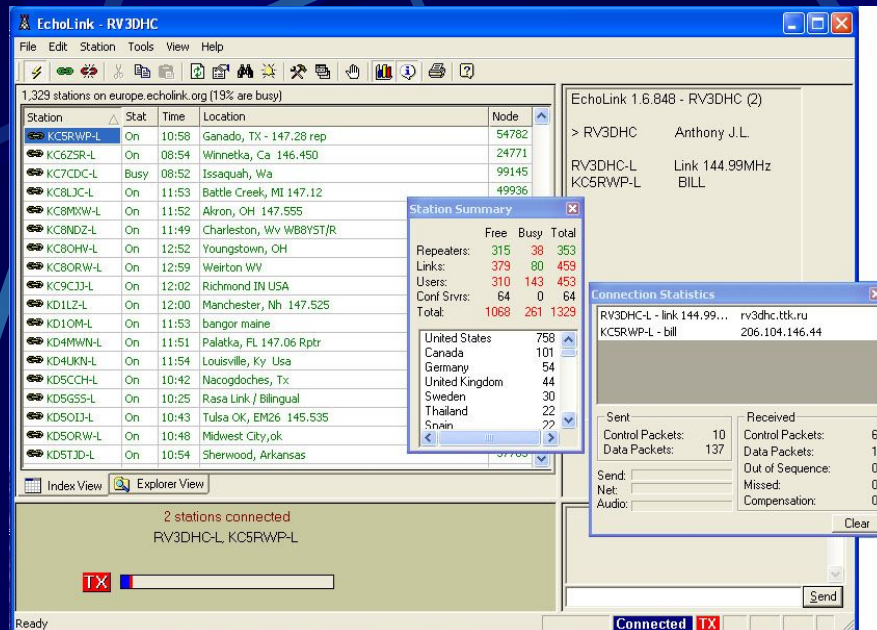 EchoLink - RV3DHC
File Edit Station Tools View Help
1,329 stations on europe.echolink.org (19% are busy)
Station Stat Time Location Node
KC5RWP-L On 10:58 Ganado, TX - 147.28 rep 54782
KC6ZSR-L On 08:54 Winnetka, Ca 146.450 24771
KC7CDC-L Busy 08:52 Issaquah, Wa 99145
KC8LJC-L On 11:53 Battle Creek, MI 147.12 49936
KC8MXW-L On 11:52 Akron, OH 147.555
KC8NDZ-L On 11:49 Charleston, Wv WB8YST/R
KC8OHV-L On 12:52 Youngstown, OH
KC8ORW-L On 12:59 Weirton WV
KC9CJJ-L On 12:02 Richmond IN USA
KD1LZ-L On 12:00 Manchester, Nh 147.525
KD1OM-L On 11:53 bangor maine
KD4MWN-L On 11:51 Palatka, FL 147.06 Rptr
KD4UKN-L On 11:54 Louisville, Ky Usa
KD5CCH-L On 10:42 Nacogdoches, Tx
KD5GSS-L On 10:25 Rasa Link / Bilingual
KD5OIJ-L On 10:43 Tulsa OK, EM26 145.535
KD5ORW-L On 10:48 Midwest City,ok
KD5TJD-L On 10:54 Sherwood, Arkansas
Index View Explorer View
EchoLink 1.6.848 - RV3DHC (2)
> RV3DHC Anthony J.L.
RV3DHC-L Link 144.99MHz
KC5RWP-L BILL
Station Summary
Free Busy Total
Repeaters: 315 38 353
Links: 379 80 459
Users: 310 143 453
Conf Srvrs: 64 0 64
Total: 1068 261 1329
United States 758
Canada 101
Germany 54
United Kingdom 44
Sweden 30
Thailand 22
Spain 22
Connection Statistics
RV3DHC-L - link 144.99... rv3dhc.ttk.ru
KC5RWP-L - bill 206.104.146.44
Sent
Control Packets: 10
Data Packets: 137
Send:
Net:
Audio:
Received
Control Packets: 6
Data Packets: 1
Out of Sequence: 0
Missed: 0
Compensation: 0
Clear
2 stations connected
RV3DHC-L, KC5RWP-L
TX
Send
Ready
Connected TX